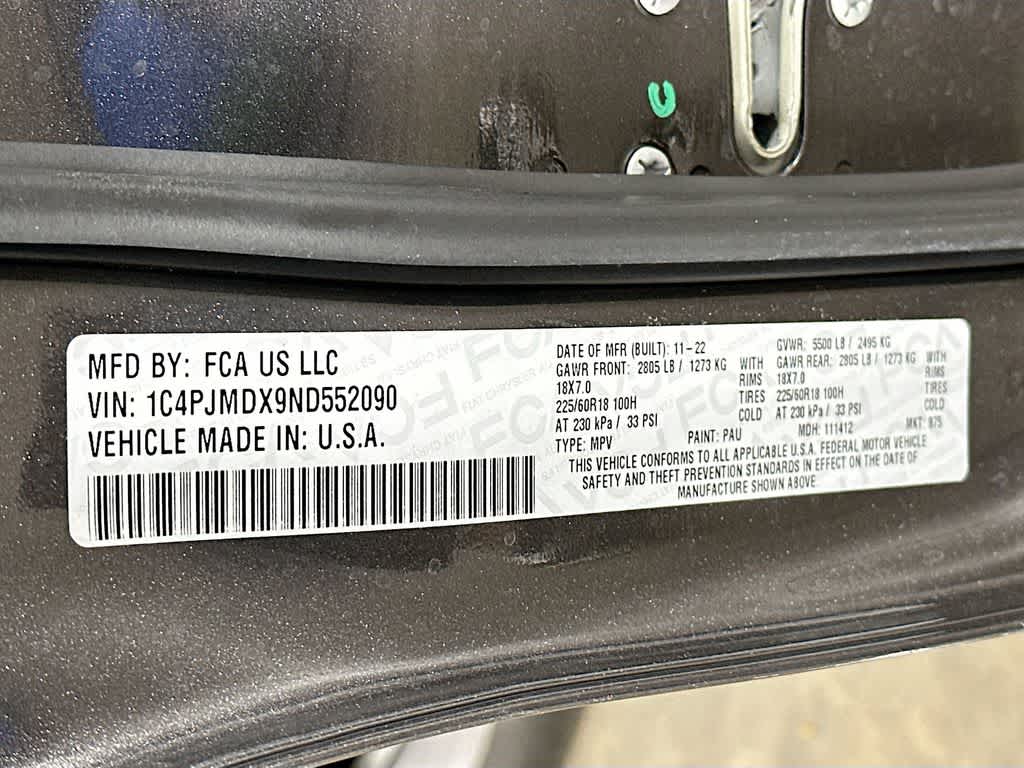 MFD BY: FCA US LLC
VIN: 1C4PJMDX9ND552090
VEHICLE MADE IN: U.S.A.
DATE OF MFR (BUILT): 11-22 GVWR: 5500 LB / 2495 KG
GAWR FRONT: 2805 LB / 1273 KG WITH GAWR REAR: 2805 LB / 1273 KG WITH
18X7.0 RIMS 18X7.0 RIMS
225/60R18 100H TIRES 225/60R18 100H TIRES
AT 230 kPa / 33 PSI COLD AT 230 kPa / 33 PSI COLD
TYPE: MPV PAINT: PAU MDH: 111412 MKT: 875
THIS VEHICLE CONFORMS TO ALL APPLICABLE U.S.A. FEDERAL MOTOR VEHICLE
SAFETY AND THEFT PREVENTION STANDARDS IN EFFECT ON THE DATE OF
MANUFACTURE SHOWN ABOVE.